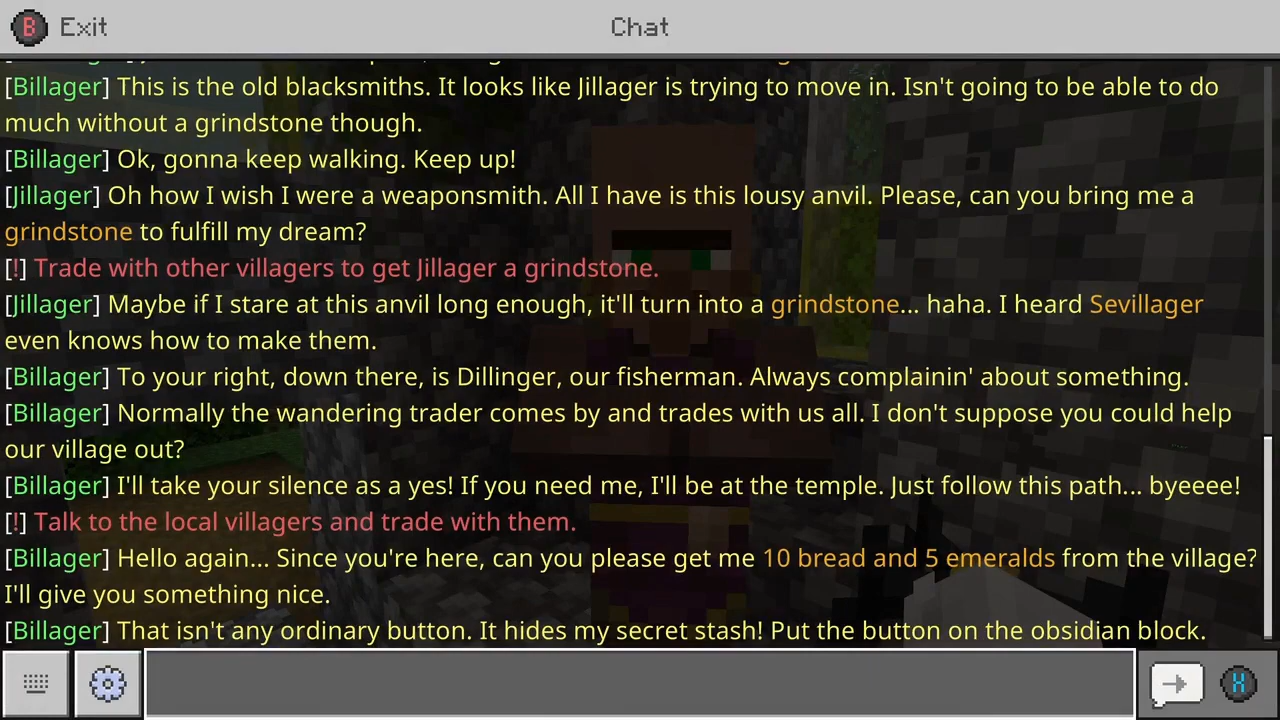 B Exit
Chat
[Billager] This is the old blacksmiths. It looks like Jillager is trying to move in. Isn't going to be able to do
much without a grindstone though.
[Billager] Ok, gonna keep walking. Keep up!
[Jillager] Oh how I wish I were a weaponsmith. All I have is this lousy anvil. Please, can you bring me a
grindstone to fulfill my dream?
[!] Trade with other villagers to get Jillager a grindstone.
[Jillager] Maybe if I stare at this anvil long enough, it'll turn into a grindstone... haha. I heard Sevillager
even knows how to make them.
[Billager] To your right, down there, is Dillinger, our fisherman. Always complainin' about something.
[Billager] Normally the wandering trader comes by and trades with us all. I don't suppose you could help
our village out?
[Billager] I'll take your silence as a yes! If you need me, I'll be at the temple. Just follow this path... byeeee!
[!] Talk to the local villagers and trade with them.
[Billager] Hello again... Since you're here, can you please get me 10 bread and 5 emeralds from the village?
I'll give you something nice.
[Billager] That isn't any ordinary button. It hides my secret stash! Put the button on the obsidian block.
X